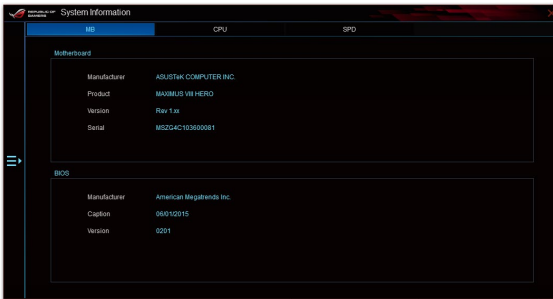 REPUBLIC OF GAMERS System Information
MB CPU SPD
Motherboard
Manufacturer ASUSTeK COMPUTER INC.
Product MAXIMUS VIII HERO
Version Rev 1.xx
Serial MSZG4C103600081
BIOS
Manufacturer American Megatrends Inc.
Caption 06/01/2015
Version 0201